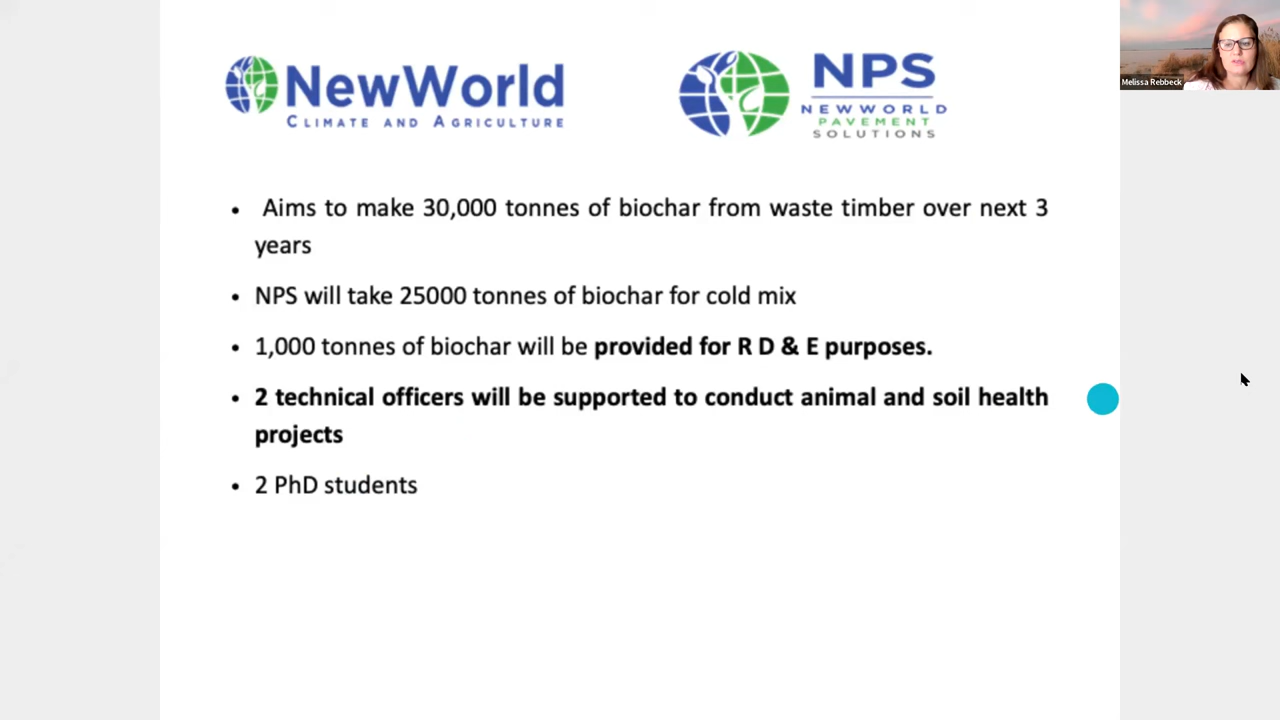 NewWorld
CLIMATE AND AGRICULTURE
NPS
NEWWORLD
PAVEMENT
SOLUTIONS
Melissa Rebbeck
• Aims to make 30,000 tonnes of biochar from waste timber over next 3
years
• NPS will take 25000 tonnes of biochar for cold mix
• 1,000 tonnes of biochar will be provided for R D & E purposes.
• 2 technical officers will be supported to conduct animal and soil health
projects
• 2 PhD students